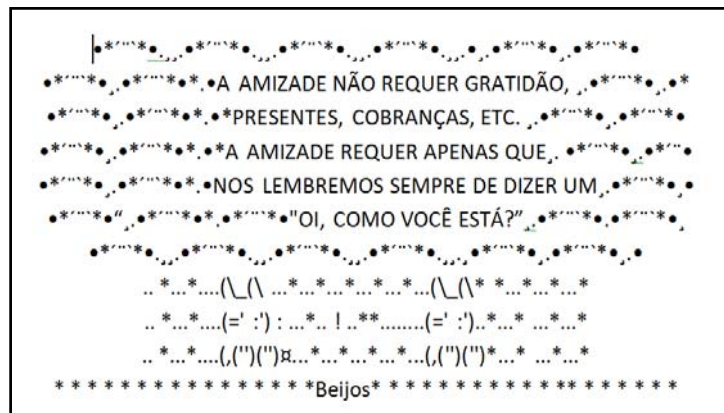 •*´¨`*•.¸¸.•*´¨`*•.¸¸.•*´¨`*•.¸¸.•*´¨`*•.¸¸.•.¸.•*´¨`*•.¸.•*´¨`*•
•*´¨`*•.¸.•*´¨`*•*.•A AMIZADE NÃO REQUER GRATIDÃO, ¸.•*´¨`*•.¸.•*
•*´¨`*•.¸.•*´¨`*•*.•*PRESENTES, COBRANÇAS, ETC. ¸.•*´¨`*•.¸.•*´¨`*•
•*´¨`*•.¸.•*´¨`*•*.•*A AMIZADE REQUER APENAS QUE¸. •*´¨`*•.¸.•*´¨•
•*´¨`*•.¸.•*´¨`*•*.•NOS LEMBREMOS SEMPRE DE DIZER UM¸.•*´¨`*•.¸•
•*´¨`*•“¸.•*´¨`*•*.•*´¨`*•"OI, COMO VOCÊ ESTÁ?”¸.•*´¨`*•.•*´¨`*•¸
•*´¨`*•.¸¸.•*´¨`*•.¸¸.•*´¨`*•.¸¸.•*´¨`*•.¸¸.•*´¨`*•.¸.•*´¨`*•.¸.•
.. *...*....(\_(\ ...*...*...*...*...*...(\_(\* *...*...*...*
.. *...*....(=' :') : ...*.. ! ..**........(=' :')..*...* ...*...*
.. *...*....(,('')('')¤...*...*...*...*...(,('')('')*...* ...*...*
* * * * * * * * * * * * * * * * *Beijos* * * * * * * * * * ** * * * * * *